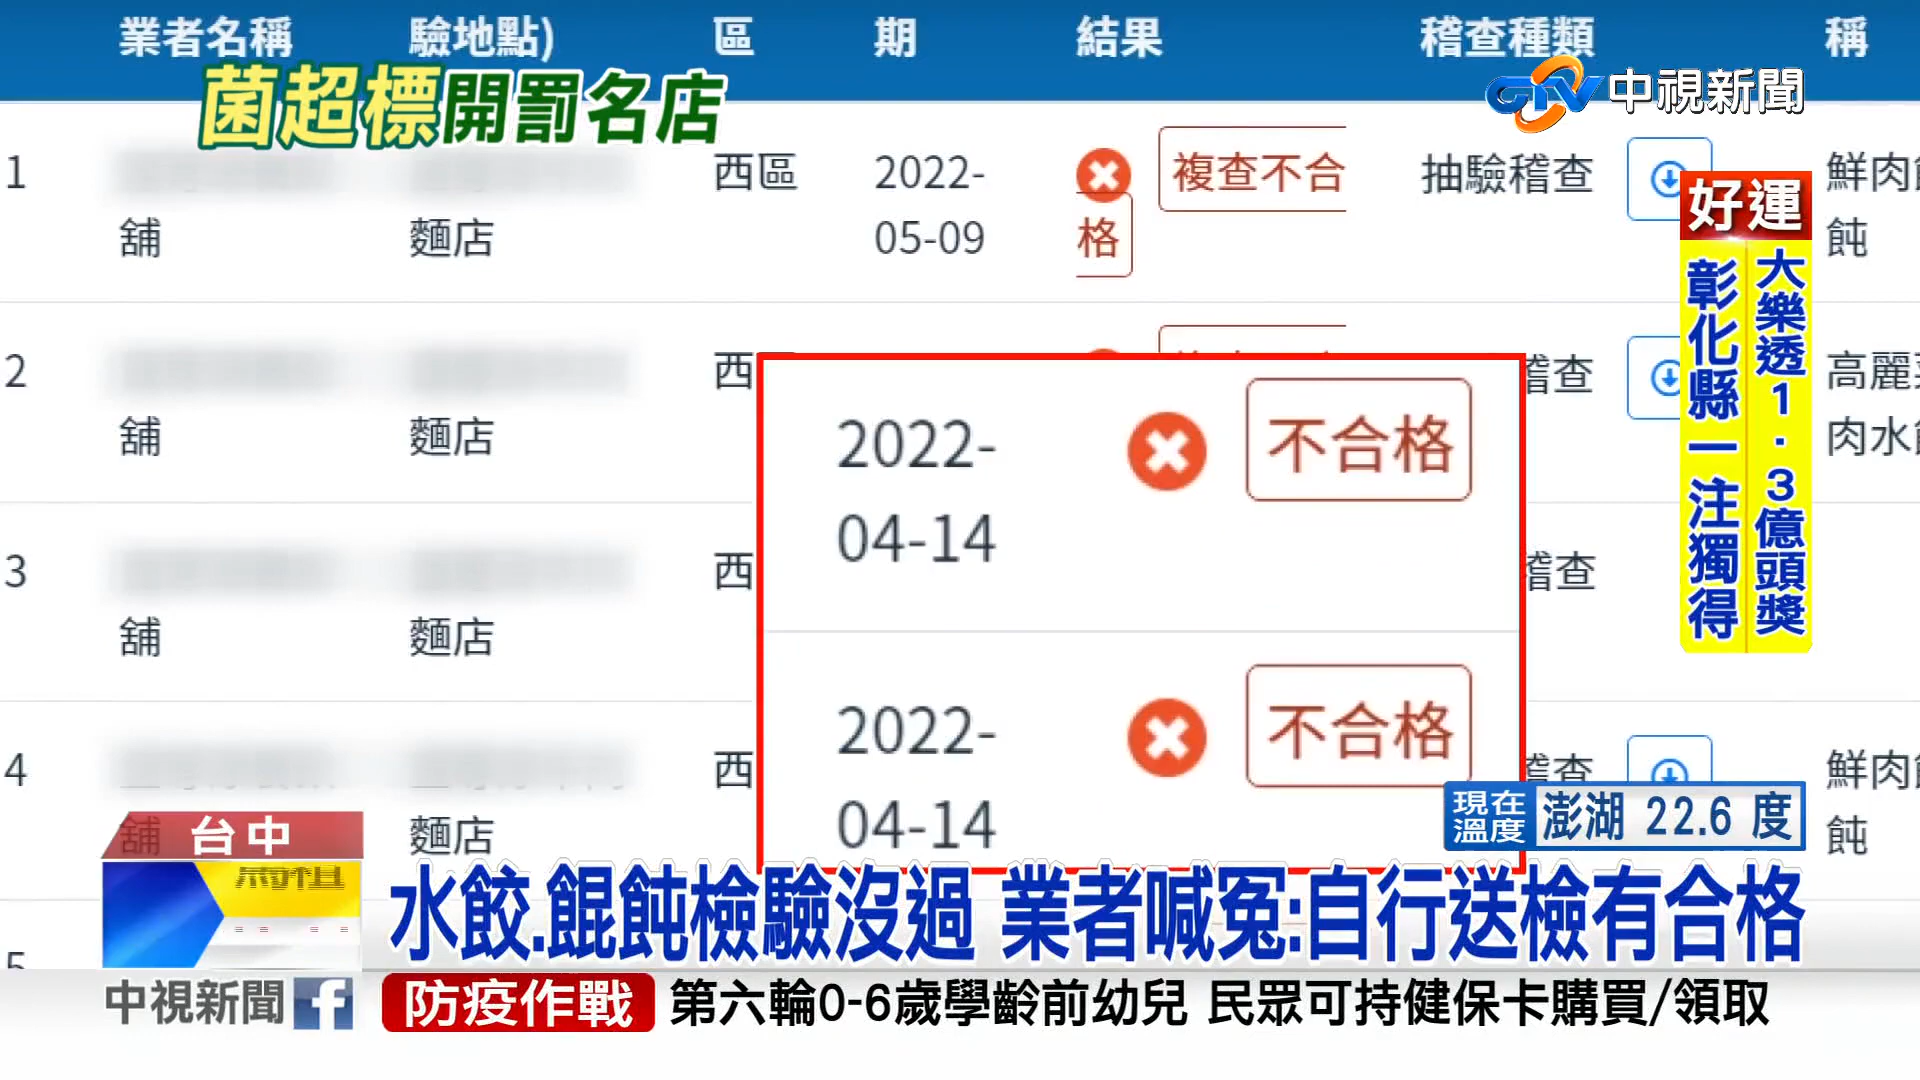 業者名稱 驗地點) 區 期 結果 稽查種類 稱
菌超標開罰名店
CTV 中視新聞
1 西區 2022- 複查不合 抽驗稽查 鮮肉
舖 麵店 05-09 格 飩
好運
大樂透1.3億頭獎
彰化縣一注獨得
2 西 稽查 高麗
舖 麵店 肉水
2022- 不合格
04-14
3 西 稽查
舖 麵店
2022- 不合格
04-14
4 西 稽查 鮮肉
舖 麵店 飩
現在溫度 澎湖 22.6 度
台中
水餃.餛飩檢驗沒過 業者喊冤:自行送檢有合格
5
中視新聞 f
防疫作戰 第六輪0-6歲學齡前幼兒 民眾可持健保卡購買/領取